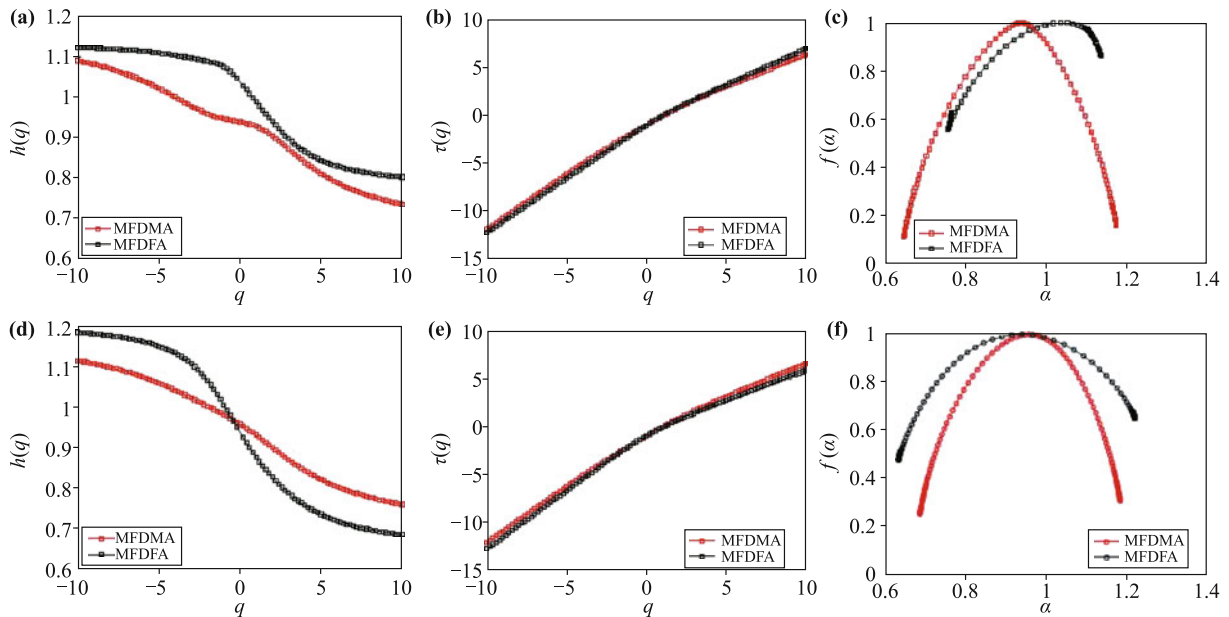 (a)
1.2
1.1
1
0.9
0.8
0.7
0.6
h(q)
MFDMA
MFDFA
−10
−5
0
5
10
q
(b)
10
5
0
−5
−10
−15
τ(q)
MFDMA
MFDFA
−10
−5
0
5
10
q
(c)
1
0.8
0.6
0.4
0.2
0
f(α)
MFDMA
MFDFA
0.6
0.8
1
1.2
1.4
α
(d)
1.2
1.1
1
0.9
0.8
0.7
0.6
h(q)
MFDMA
MFDFA
−10
−5
0
5
10
q
(e)
10
5
0
−5
−10
−15
τ(q)
MFDMA
MFDFA
−10
−5
0
5
10
q
(f)
1
0.8
0.6
0.4
0.2
0
f(α)
MFDMA
MFDFA
0.6
0.8
1
1.2
1.4
α